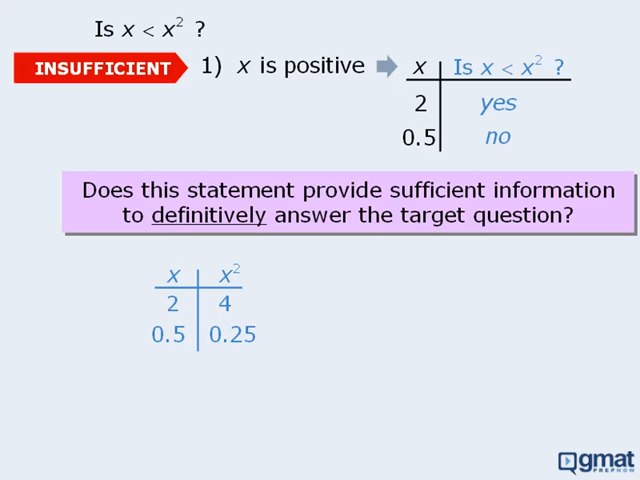 Is x < x² ?
INSUFFICIENT 1) x is positive
x Is x < x² ?
2 yes
0.5 no
Does this statement provide sufficient information
to definitively answer the target question?
x x²
2 4
0.5 0.25
gmat
PREPNOW